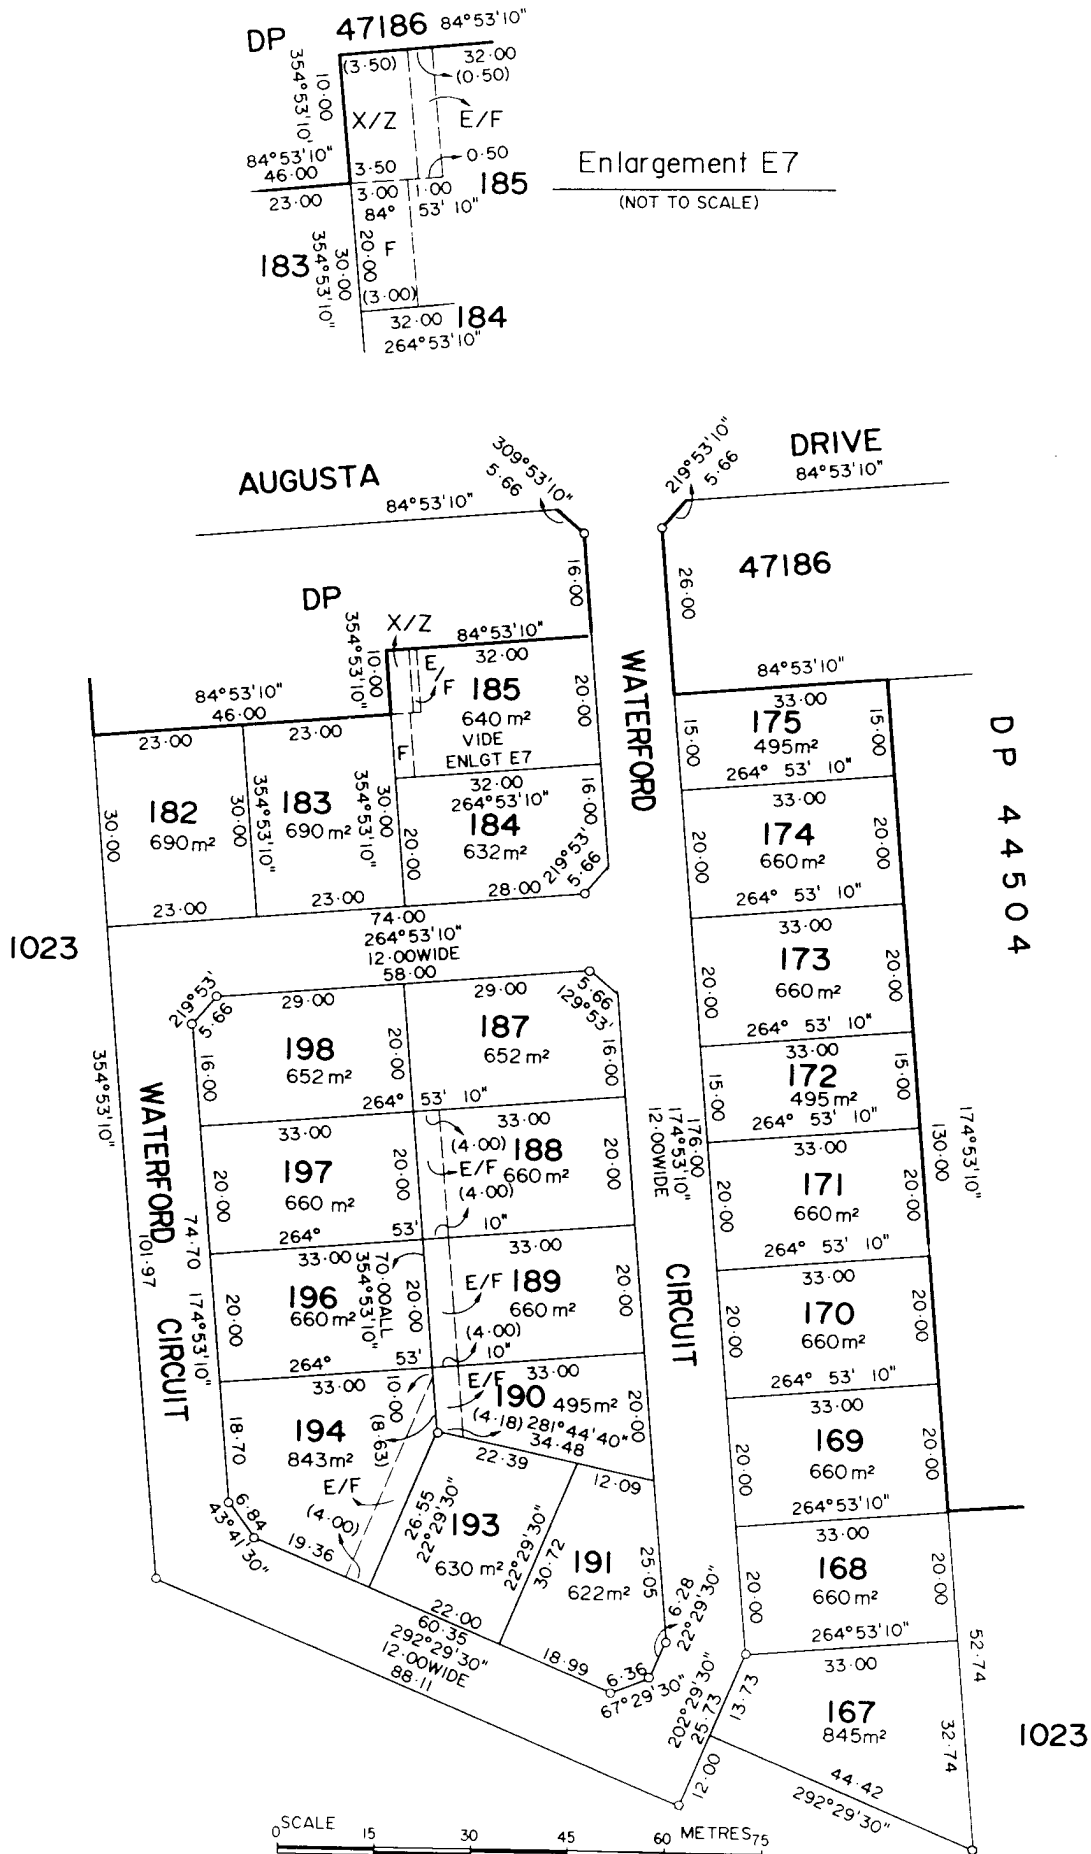 DP 47186 84°53'10"
354°53'10"
10·00
(3·50)
32·00
(0·50)
X/Z
E/F
84°53'10"
46·00
3·50
0·50
23·00
3·00
1·00
185
84° 53' 10"
183
354°53'10"
30·00
20·00
F
(3·00)
32·00
184
264°53'10"
Enlargement E7
(NOT TO SCALE)
AUGUSTA
DRIVE
84°53'10"
309°53'10"
5·66
219°53'10"
5·66
84°53'10"
16·00
26·00
47186
DP
354°53'10"
10·00
X/Z
84°53'10"
32·00
E/
F
185
640 m²
VIDE
ENLGT E7
20·00
F
WATERFORD
84°53'10"
84°53'10"
46·00
23·00
23·00
30·00
182
690 m²
30·00
354°53'10"
183
690 m²
354°53'10"
30·00
20·00
32·00
264°53'10"
184
632m²
16·00
219°53'
5·66
28·00
23·00
23·00
74·00
264°53'10"
12·00WIDE
58·00
1023
33·00
175
495m²
15·00
15·00
264° 53' 10"
33·00
174
660 m²
20·00
20·00
264° 53' 10"
33·00
173
660 m²
20·00
20·00
264° 53' 10"
33·00
172
495 m²
15·00
15·00
264° 53' 10"
33·00
171
660m²
20·00
20·00
264° 53' 10"
33·00
170
660m²
20·00
20·00
264° 53' 10"
33·00
169
660m²
20·00
20·00
264°53'10"
33·00
168
660m²
20·00
20·00
264°53'10"
33·00
167
845m²
32·74
52·74
13·73
202°29'30"
25·73
12·00
44·42
292°29'30"
1023
DP 44504
174°53'10"
130·00
219°53'
5·66
29·00
29·00
5·66
129°53'
16·00
198
652 m²
20·00
187
652 m²
16·00
264° 53' 10"
33·00
33·00
20·00
197
660 m²
20·00
(4·00)
188
E/F
660 m²
(4·00)
20·00
264° 53' 10"
33·00
33·00
20·00
196
660m²
70·00ALL
354°53'10"
20·00
E/F
189
660 m²
(4·00)
20·00
264° 53' 10"
33·00
33·00
18·70
194
843m²
10·00
(8·63)
E/F
190
495m²
(4·18)
281°44'40"
34·48
20·00
22·39
12·09
E/F
(4·00)
6·84
43°41'30"
19·36
26·55
22°29'30"
193
630 m²
22°29'30"
30·72
191
622m²
25·05
6·28
22°29'30"
22·00
60·35
292°29'30"
12·00WIDE
88·11
18·99
6·36
67°29'30"
354°53'10"
101·97
WATERFORD CIRCUIT
74·70 174°53'10"
176·00
174°53'10"
12·00WIDE
CIRCUIT
SCALE
METRES
0 15 30 45 60 75